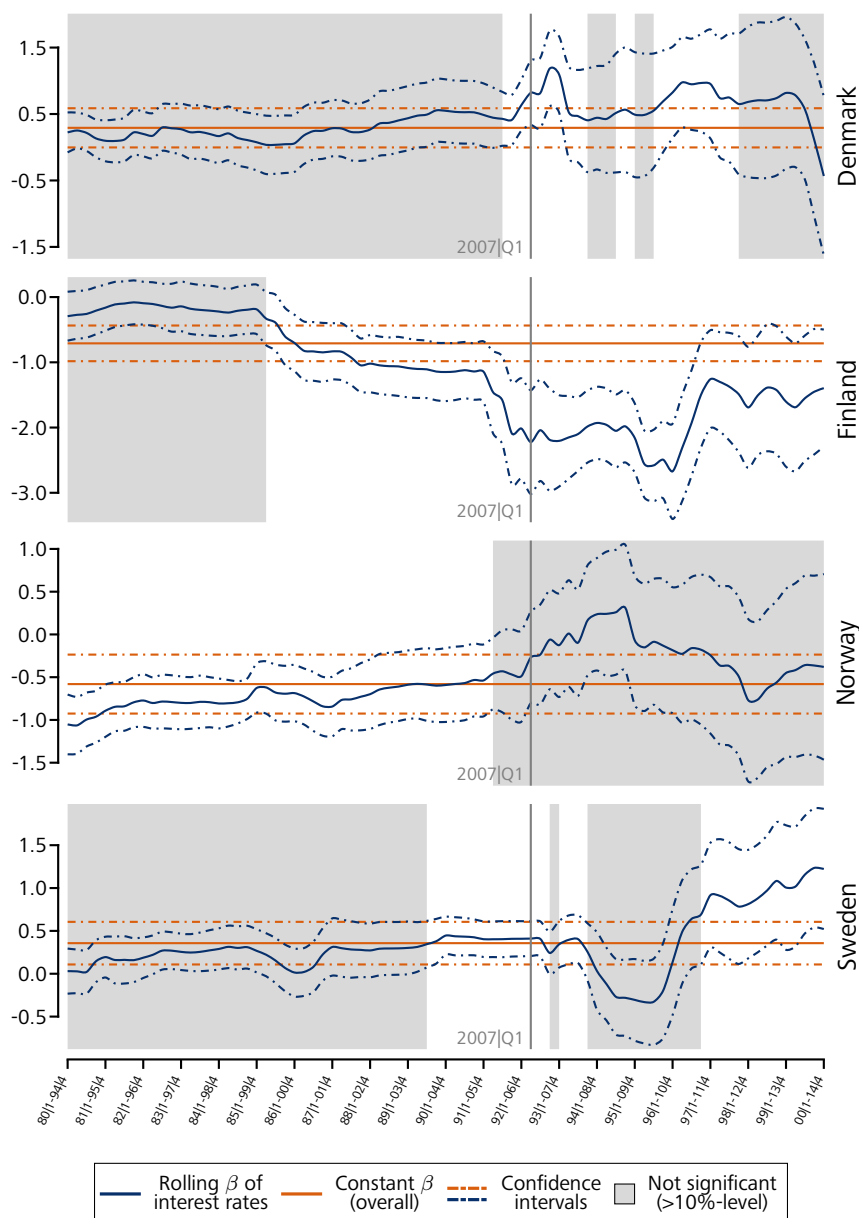 1.5
0.5
-0.5
-1.5
2007|Q1
Denmark
0.0
-1.0
-2.0
-3.0
2007|Q1
Finland
1.0
0.5
0.0
-0.5
-1.0
-1.5
2007|Q1
Norway
1.5
1.0
0.5
0.0
-0.5
2007|Q1
Sweden
80|1-94|4
81|1-95|4
82|1-96|4
83|1-97|4
84|1-98|4
85|1-99|4
86|1-00|4
87|1-01|4
88|1-02|4
89|1-03|4
90|1-04|4
91|1-05|4
92|1-06|4
93|1-07|4
94|1-08|4
95|1-09|4
96|1-10|4
97|1-11|4
98|1-12|4
99|1-13|4
00|1-14|4
Rolling β of
interest rates
Constant β
(overall)
Confidence
intervals
Not significant
(>10%-level)